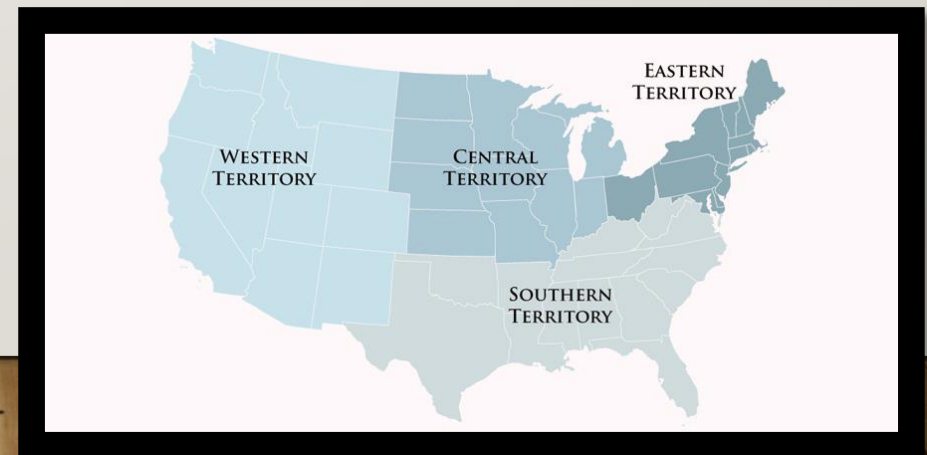 EASTERN
TERRITORY
WESTERN
TERRITORY
CENTRAL
TERRITORY
SOUTHERN
TERRITORY